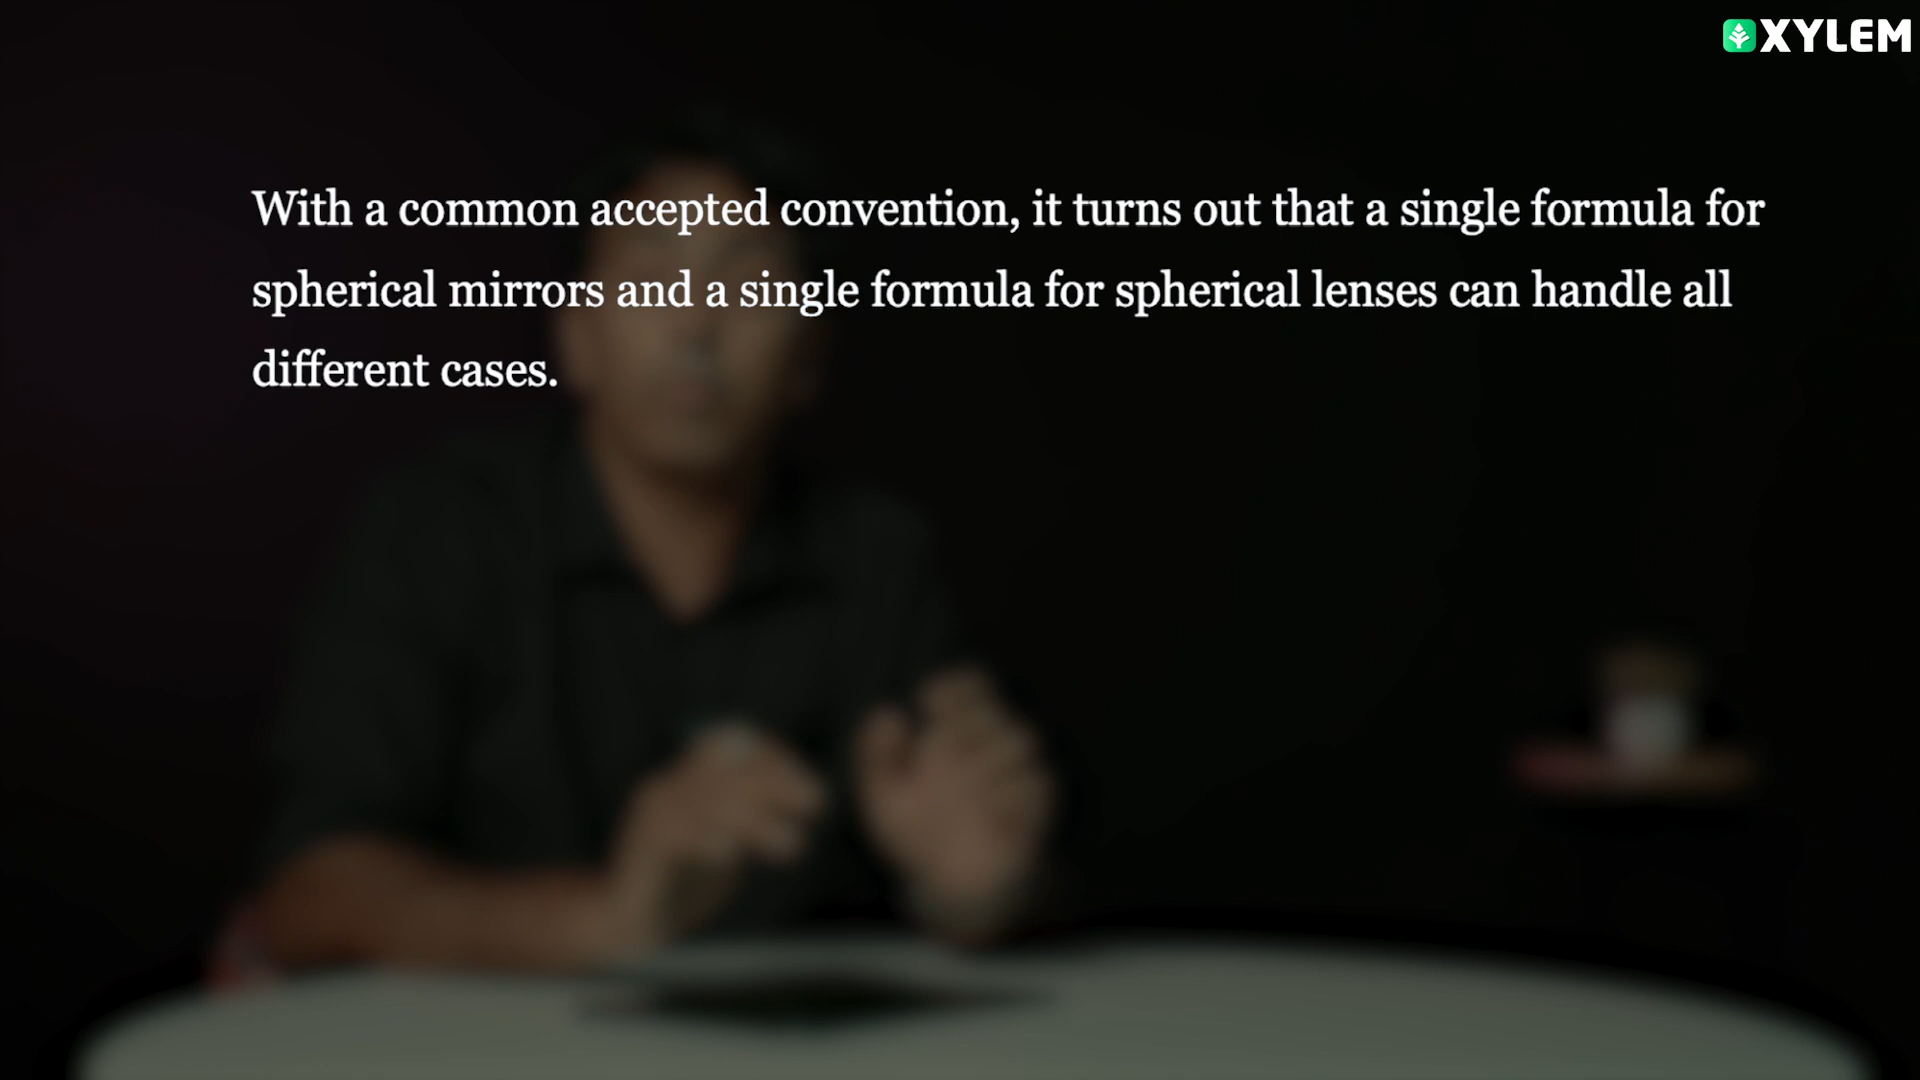 XYLEM
With a common accepted convention, it turns out that a single formula for
spherical mirrors and a single formula for spherical lenses can handle all
different cases.